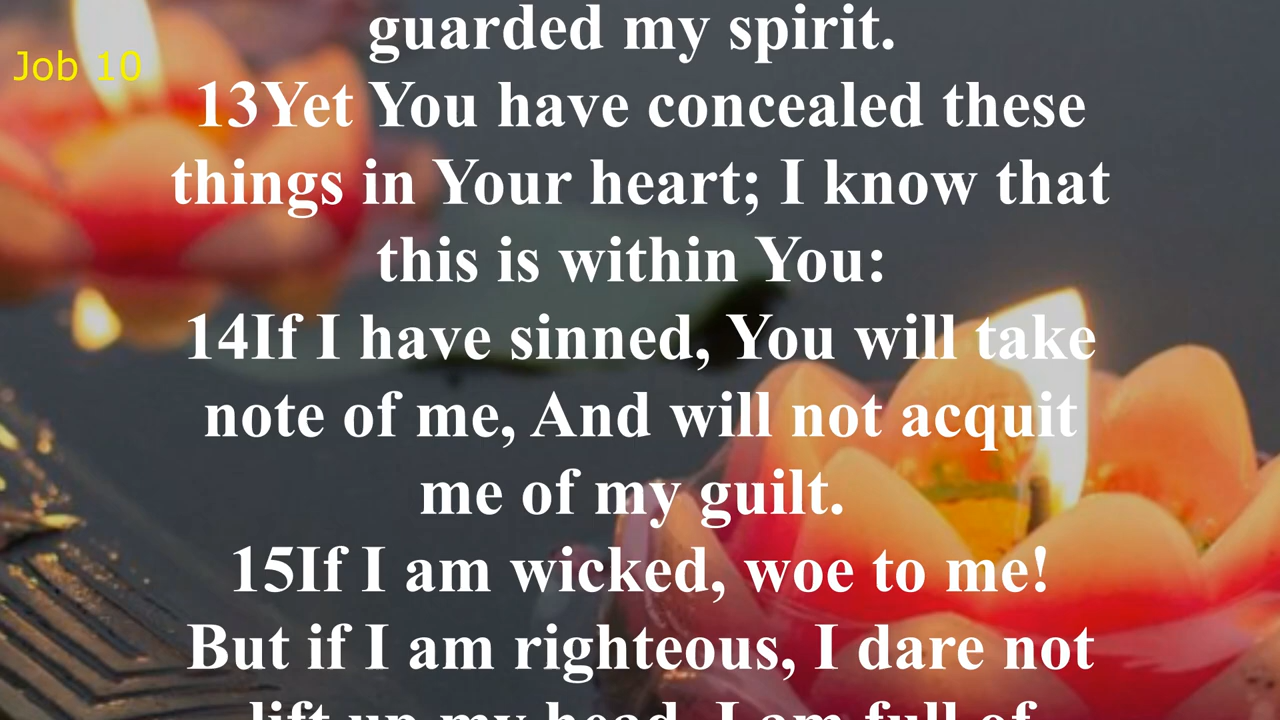 guarded my spirit.
Job 10
13Yet You have concealed these
things in Your heart; I know that
this is within You:
14If I have sinned, You will take
note of me, And will not acquit
me of my guilt.
15If I am wicked, woe to me!
But if I am righteous, I dare not
lift up my head. I am full of